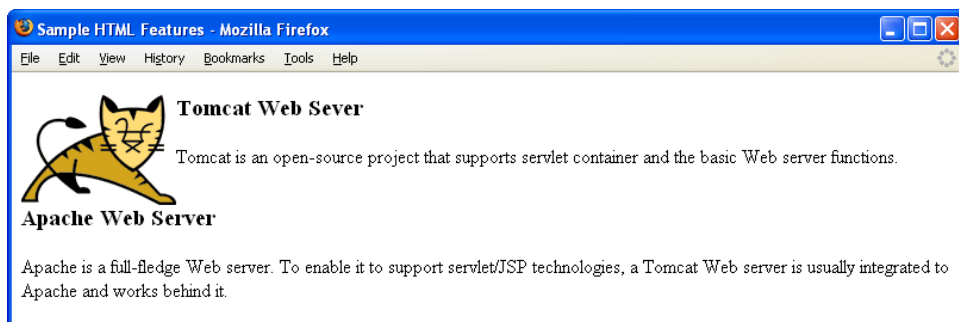 Sample HTML Features - Mozilla Firefox
File Edit View History Bookmarks Tools Help
Tomcat Web Sever
Tomcat is an open-source project that supports servlet container and the basic Web server functions.
Apache Web Server
Apache is a full-fledge Web server. To enable it to support servlet/JSP technologies, a Tomcat Web server is usually integrated to
Apache and works behind it.